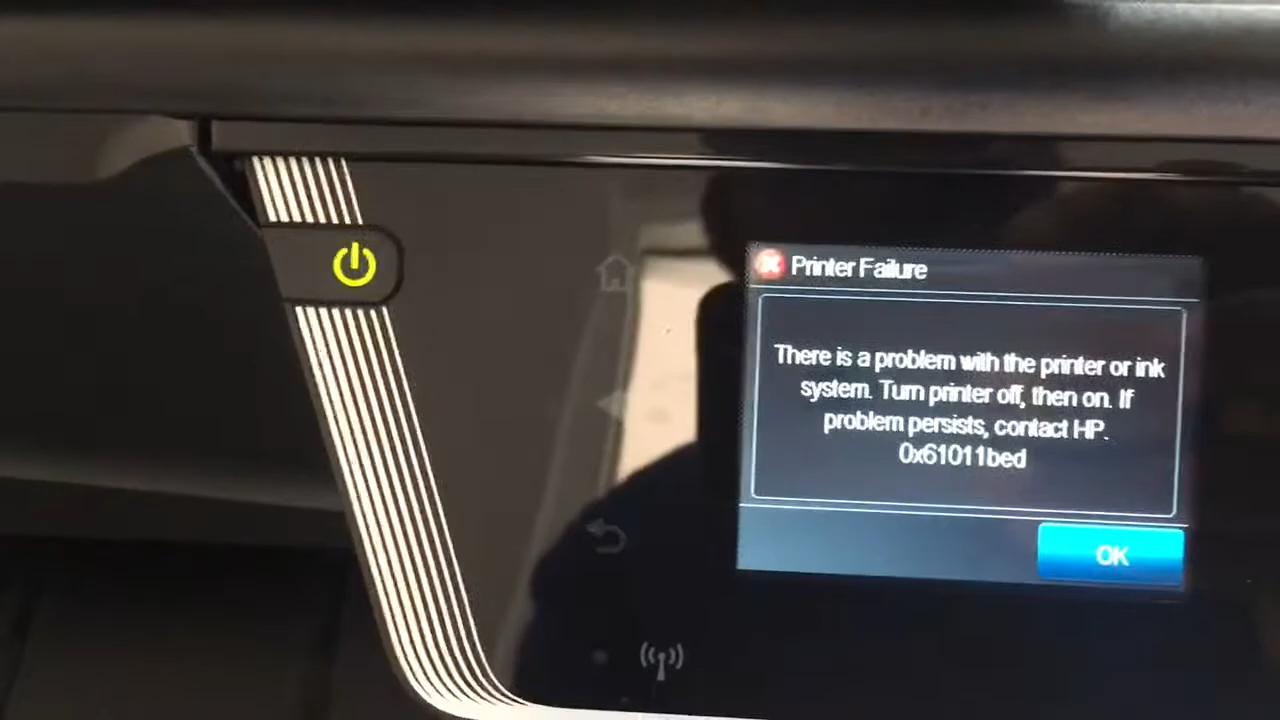 Printer Failure
There is a problem with the printer or ink
system. Turn printer off, then on. If
problem persists, contact HP.
0x61011bed
OK